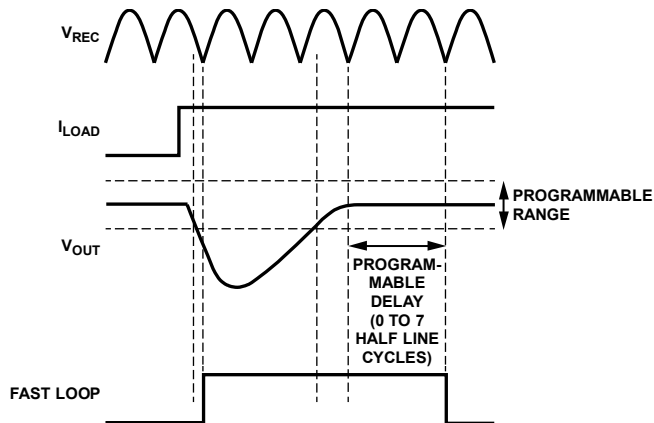 VREC
ILOAD
PROGRAMMABLE
RANGE
VOUT
PROGRAM-
MABLE
DELAY
(0 TO 7
HALF LINE
CYCLES)
FAST LOOP